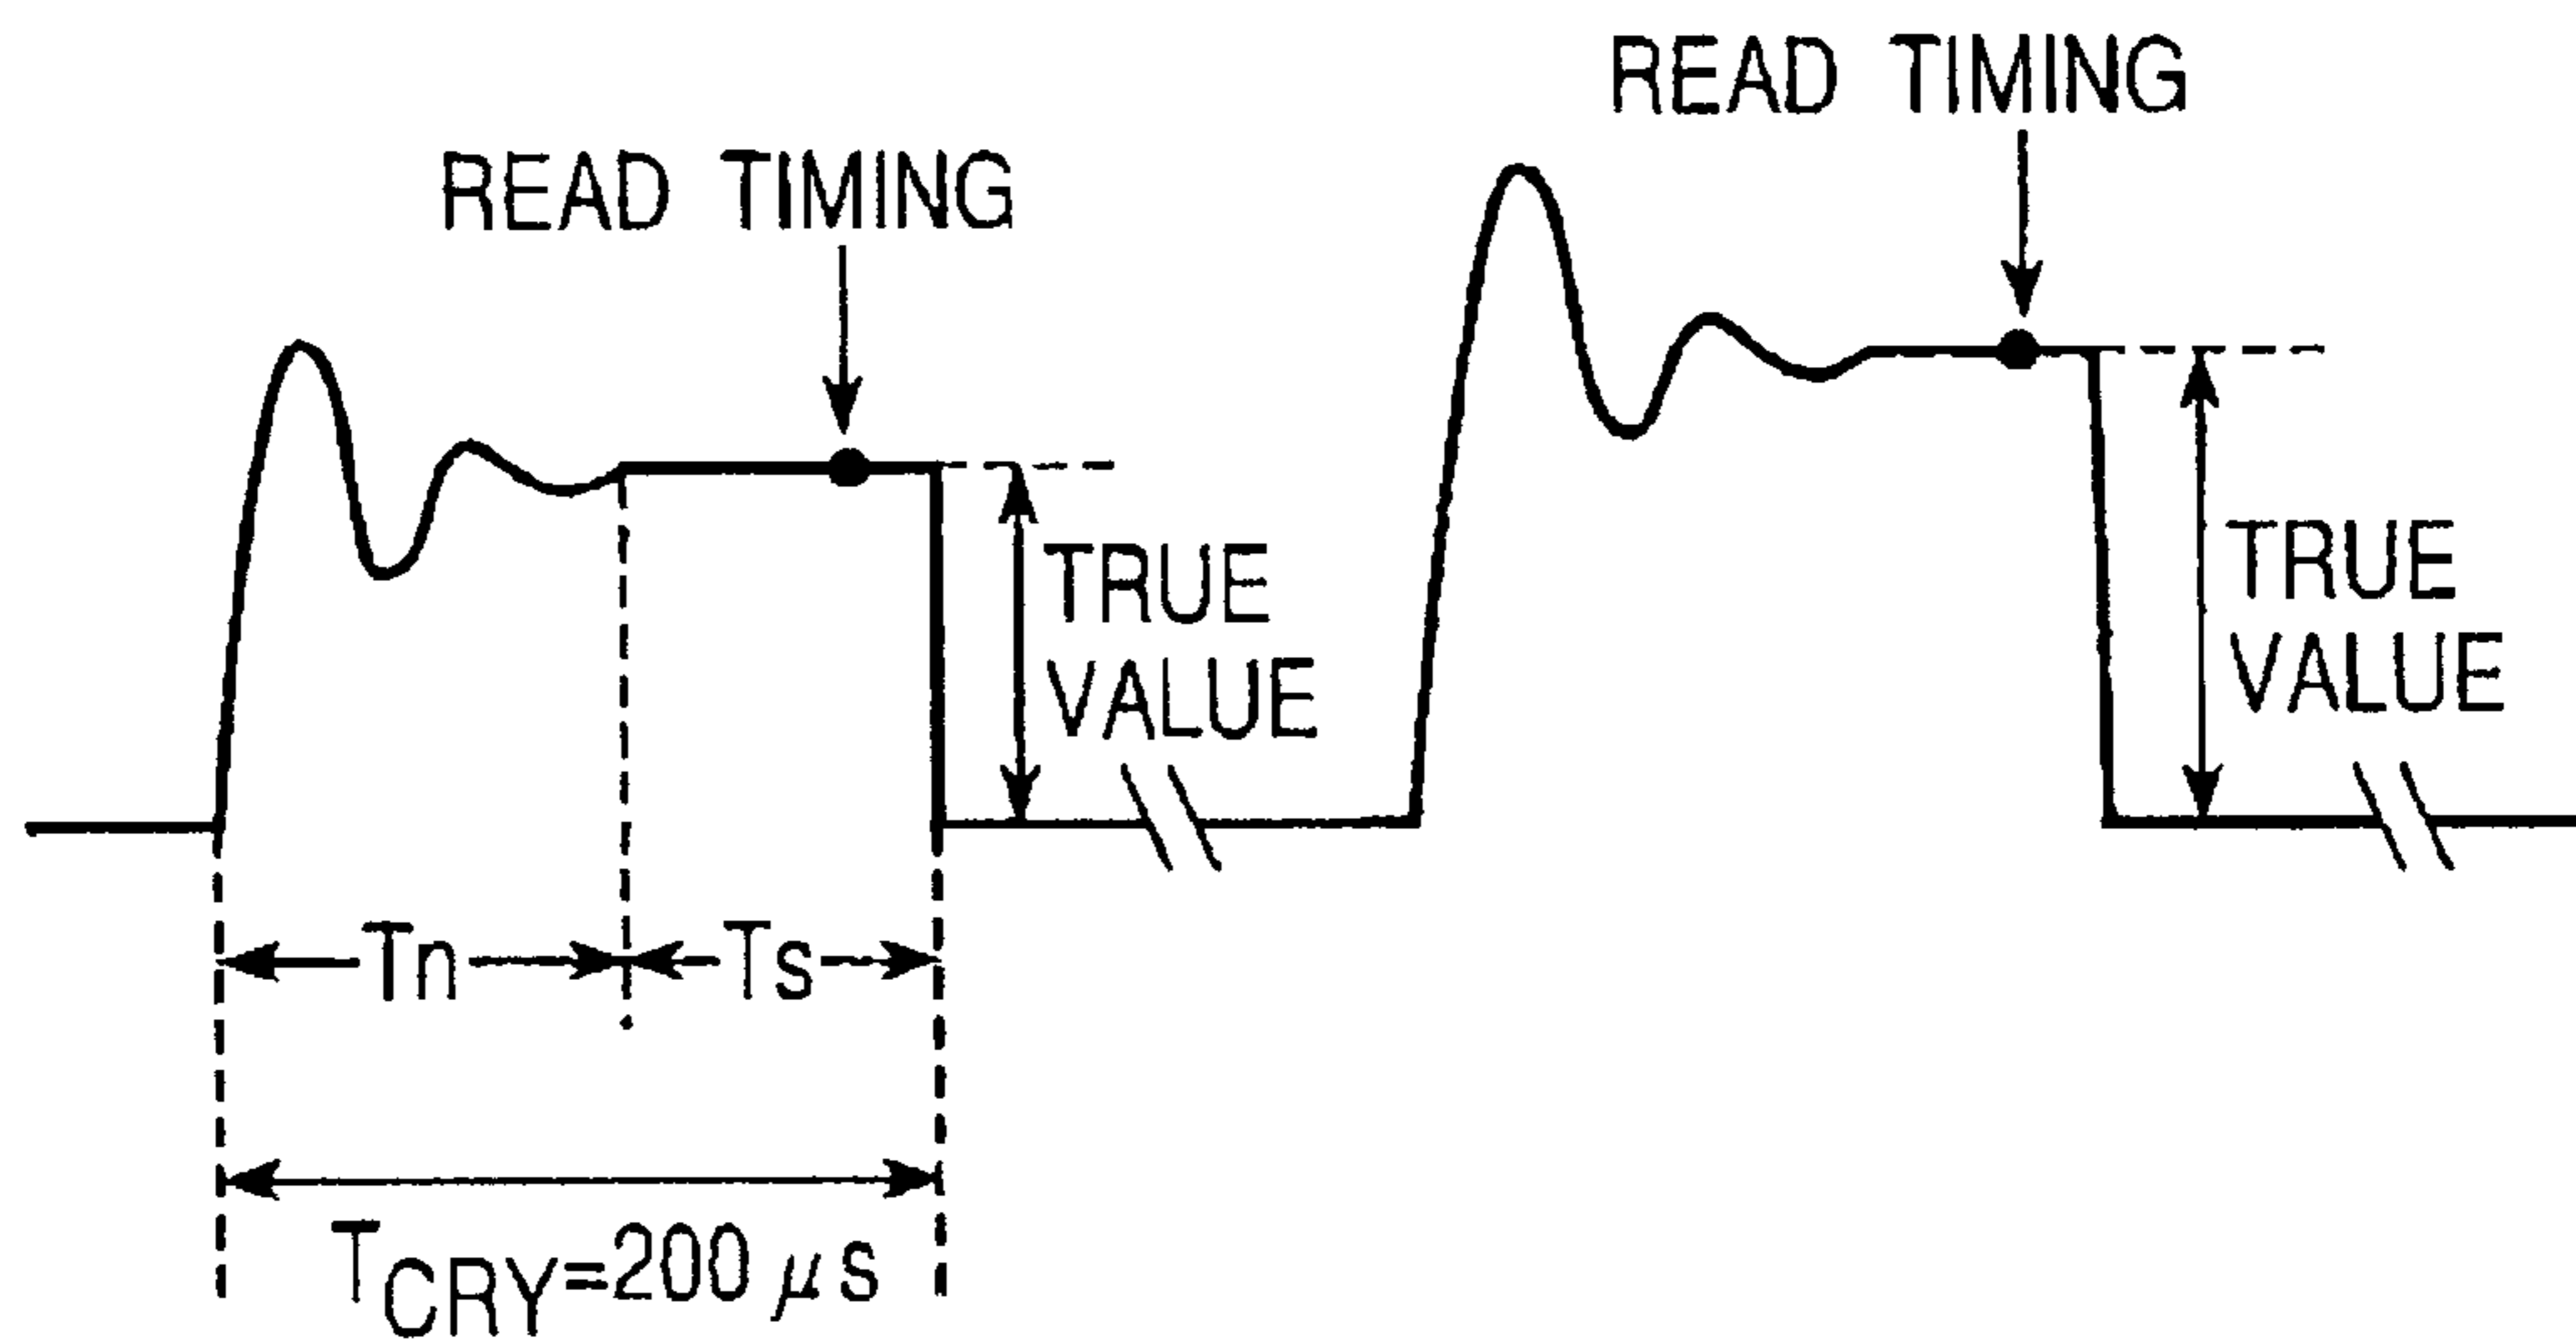 READ TIMING
READ TIMING
TRUE
VALUE
TRUE
VALUE
Tn
Ts
TCRY=200 μs